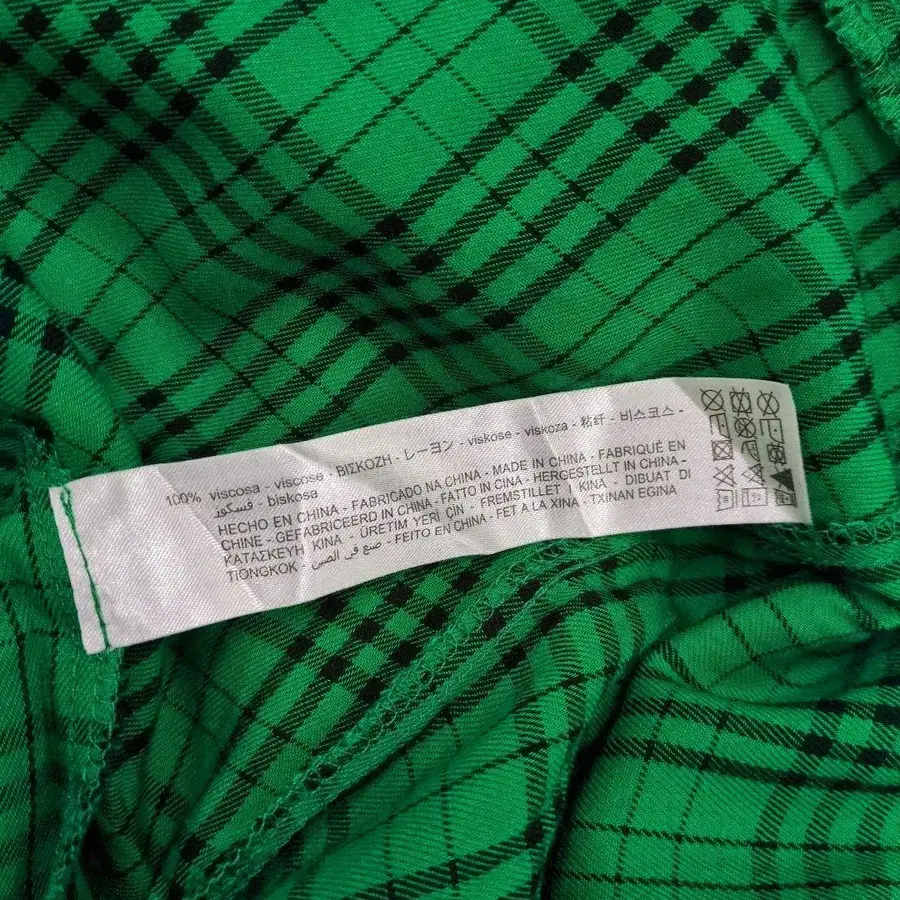 100% viscosa - viscose - ΒΙΣΚΟΖΗ - レーヨン - viskose - viskoza - 粘纤 - 비스코스 -
فسكوز - biskosa
HECHO EN CHINA - FABRICADO NA CHINA - MADE IN CHINA - FABRIQUÉ EN
CHINE - GEFABRICEERD IN CHINA - FATTO IN CINA - HERGESTELLT IN CHINA -
ΚΑΤΑΣΚΕΥΗ ΚΙΝΑ - ÜRETİM YERİ ÇİN - FREMSTILLET I KINA - DIBUAT DI
TIONGKOK - صنع في الصين - FEITO EN CHINA - FET A LA XINA - TXINAN EGINA